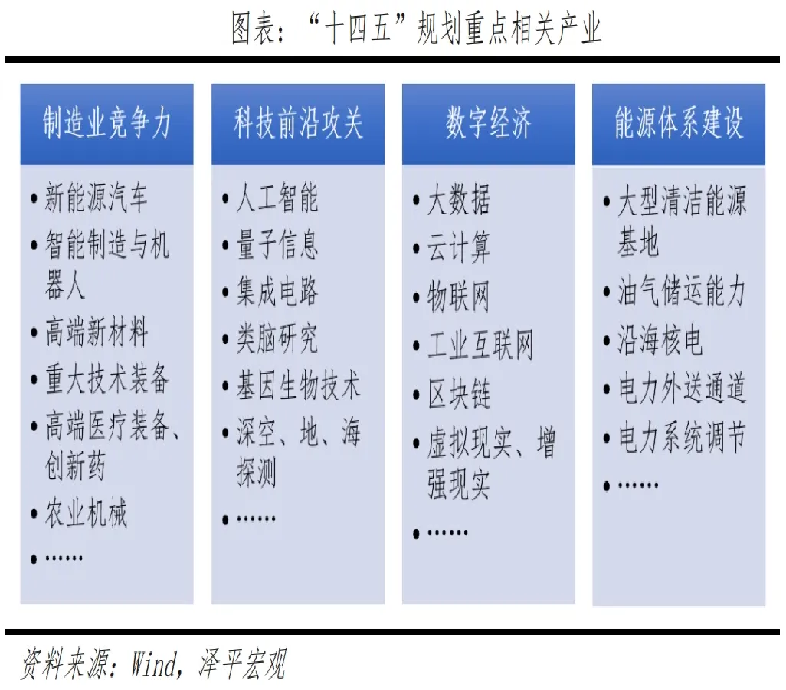 图表：“十四五”规划重点相关产业
制造业竞争力
• 新能源汽车
• 智能制造与机
器人
• 高端新材料
• 重大技术装备
• 高端医疗装备、
创新药
• 农业机械
• ……
科技前沿攻关
• 人工智能
• 量子信息
• 集成电路
• 类脑研究
• 基因生物技术
• 深空、地、海
探测
• ……
数字经济
• 大数据
• 云计算
• 物联网
• 工业互联网
• 区块链
• 虚拟现实、增
强现实
• ……
能源体系建设
• 大型清洁能源
基地
• 油气储运能力
• 沿海核电
• 电力外送通道
• 电力系统调节
• ……
资料来源：Wind，泽平宏观